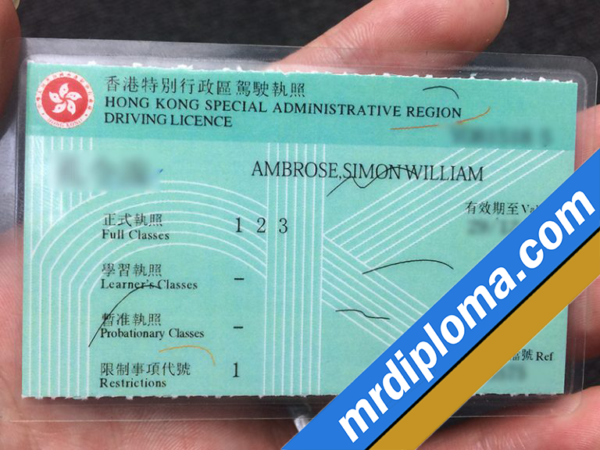 香港特別行政區 駕駛執照
HONG KONG SPECIAL ADMINISTRATIVE REGION
DRIVING LICENCE
AMBROSE,SIMON WILLIAM
有效期至
正式執照 1 2 3
Full Classes
學習執照 -
Learner's Classes
暫准執照 -
Probationary Classes
號 Ref
限制事項代號 1
Restrictions
mrdiploma.com